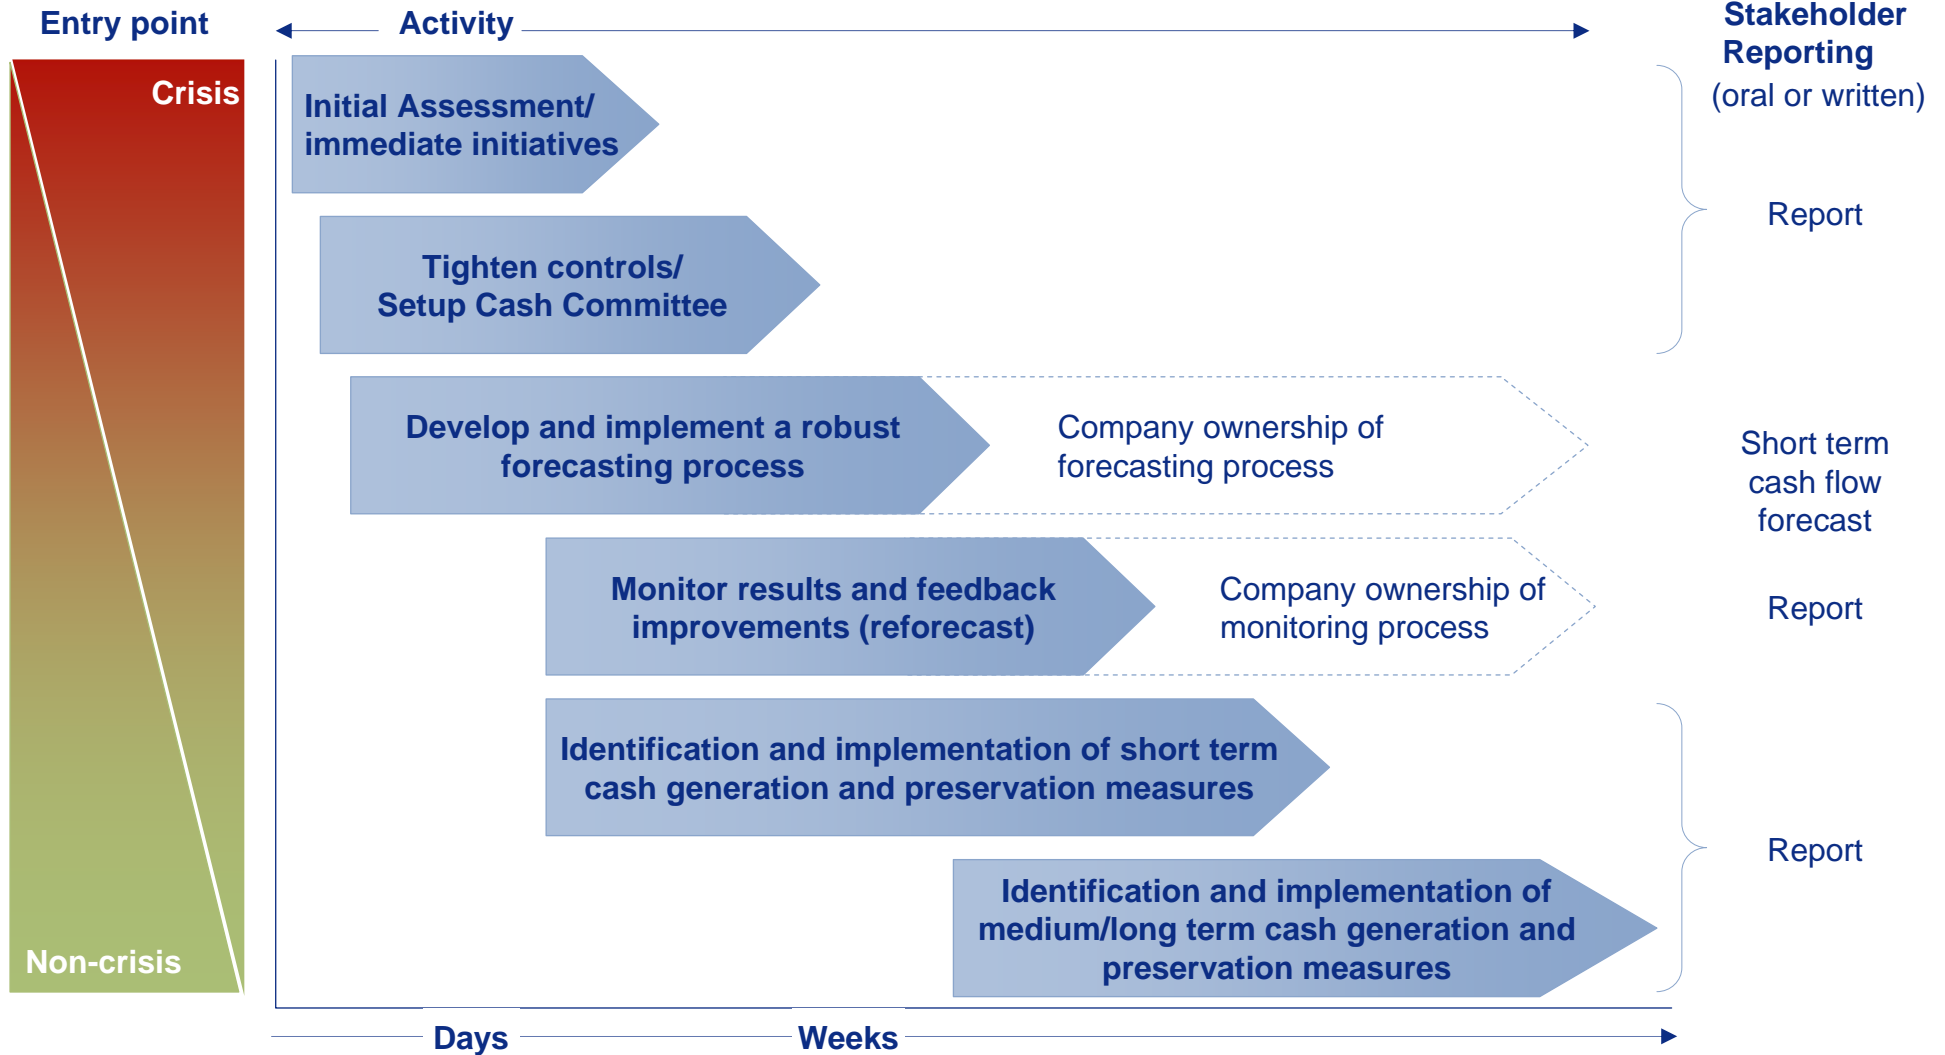 Entry point
Activity
Stakeholder
Reporting
(oral or written)
Crisis
Initial Assessment/
immediate initiatives
Report
Tighten controls/
Setup Cash Committee
Develop and implement a robust
forecasting process
Company ownership of
forecasting process
Short term
cash flow
forecast
Monitor results and feedback
improvements (reforecast)
Company ownership of
monitoring process
Report
Identification and implementation of short term
cash generation and preservation measures
Report
Identification and implementation of
medium/long term cash generation and
preservation measures
Non-crisis
Days
Weeks